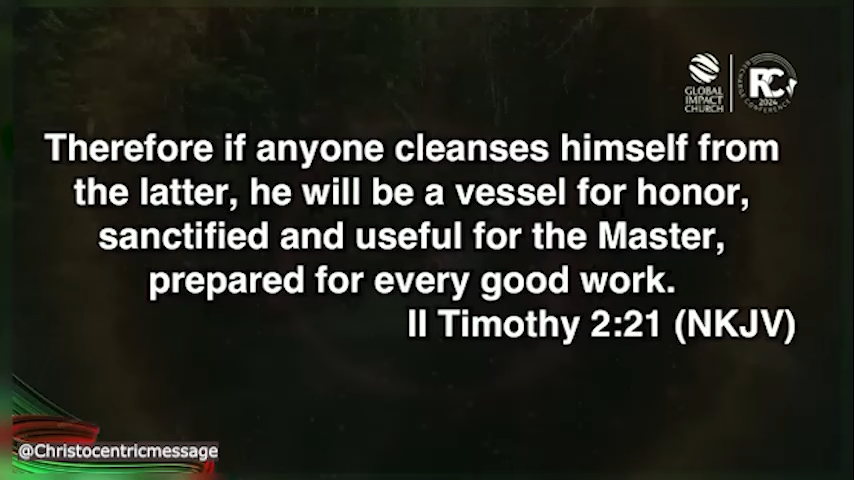 GLOBAL
IMPACT
CHURCH
RC
2024
Therefore if anyone cleanses himself from
the latter, he will be a vessel for honor,
sanctified and useful for the Master,
prepared for every good work.
II Timothy 2:21 (NKJV)
@Christocentricmessage